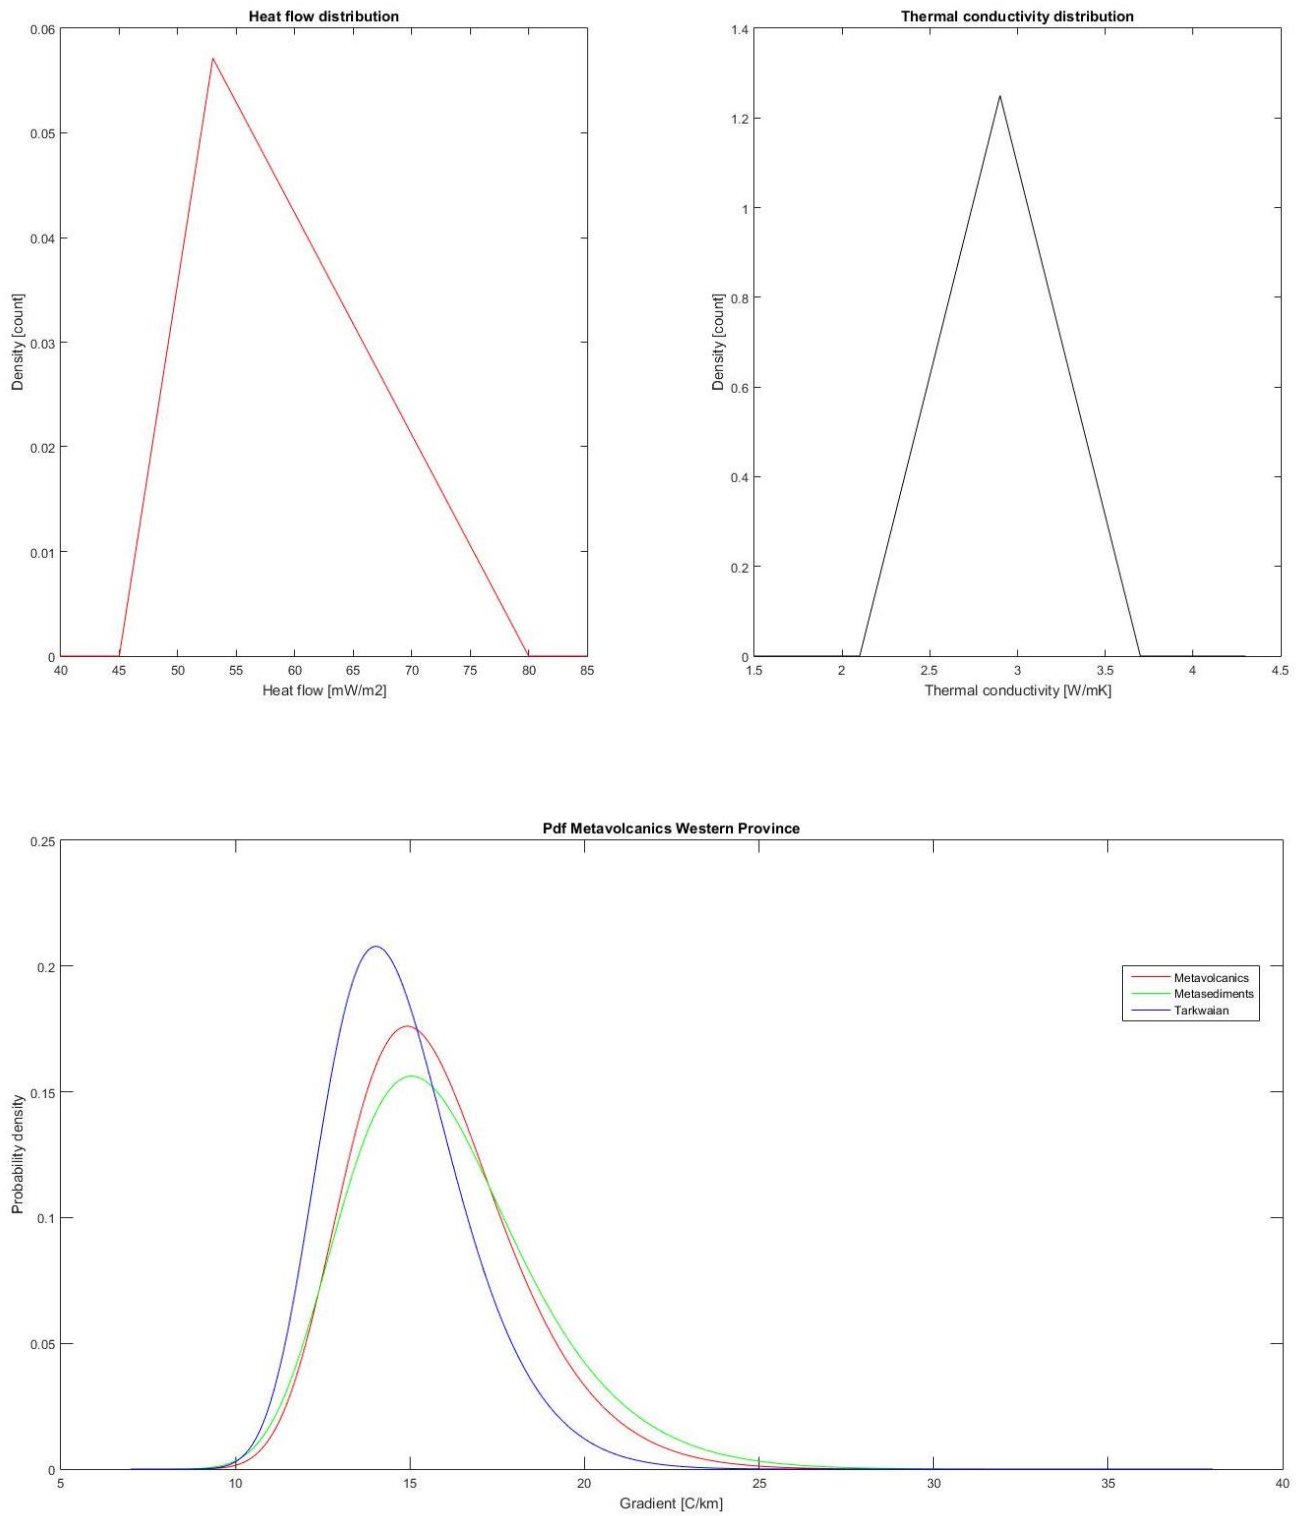 Heat flow distribution
0.06
0.05
0.04
0.03
0.02
0.01
0
Density [count]
40 45 50 55 60 65 70 75 80 85
Heat flow [mW/m2]
Thermal conductivity distribution
1.4
1.2
1
0.8
0.6
0.4
0.2
0
Density [count]
1.5 2 2.5 3 3.5 4 4.5
Thermal conductivity [W/mK]
Pdf Metavolcanics Western Province
0.25
0.2
0.15
0.1
0.05
0
Probability density
Metavolcanics
Metasediments
Tarkwaian
5 10 15 20 25 30 35 40
Gradient [C/km]